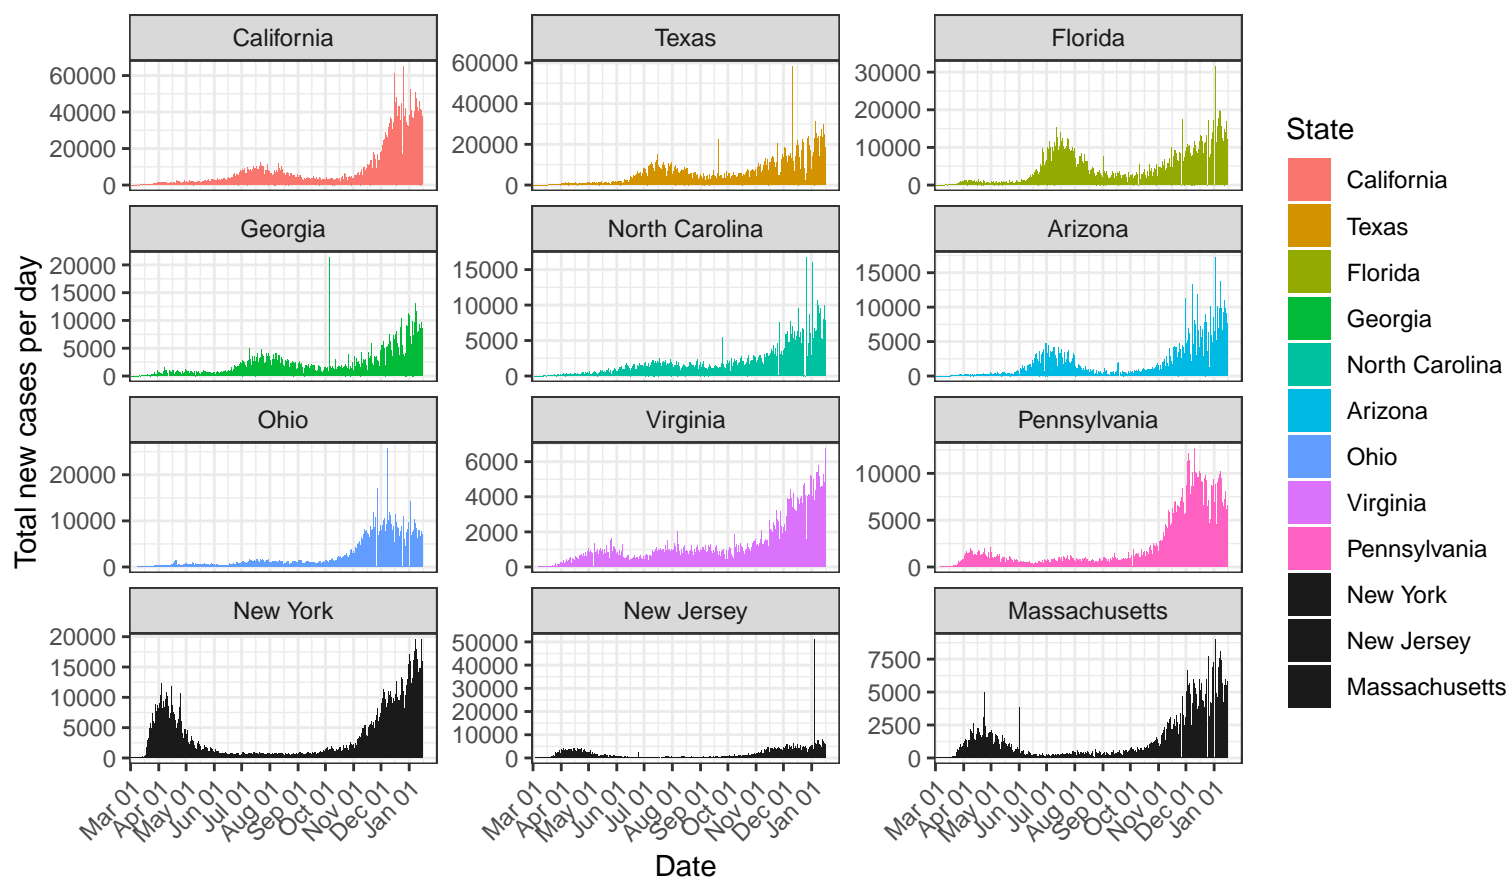 California
Texas
Florida
60000
40000
20000
0
60000
40000
20000
0
30000
20000
10000
0
Georgia
North Carolina
Arizona
20000
15000
10000
5000
0
15000
10000
5000
0
15000
10000
5000
0
Ohio
Virginia
Pennsylvania
20000
10000
0
6000
4000
2000
0
10000
5000
0
New York
New Jersey
Massachusetts
20000
15000
10000
5000
0
50000
40000
30000
20000
10000
0
7500
5000
2500
0
Mar 01
Apr 01
May 01
Jun 01
Jul 01
Aug 01
Sep 01
Oct 01
Nov 01
Dec 01
Jan 01
Mar 01
Apr 01
May 01
Jun 01
Jul 01
Aug 01
Sep 01
Oct 01
Nov 01
Dec 01
Jan 01
Mar 01
Apr 01
May 01
Jun 01
Jul 01
Aug 01
Sep 01
Oct 01
Nov 01
Dec 01
Jan 01
Date
Total new cases per day
State
California
Texas
Florida
Georgia
North Carolina
Arizona
Ohio
Virginia
Pennsylvania
New York
New Jersey
Massachusetts